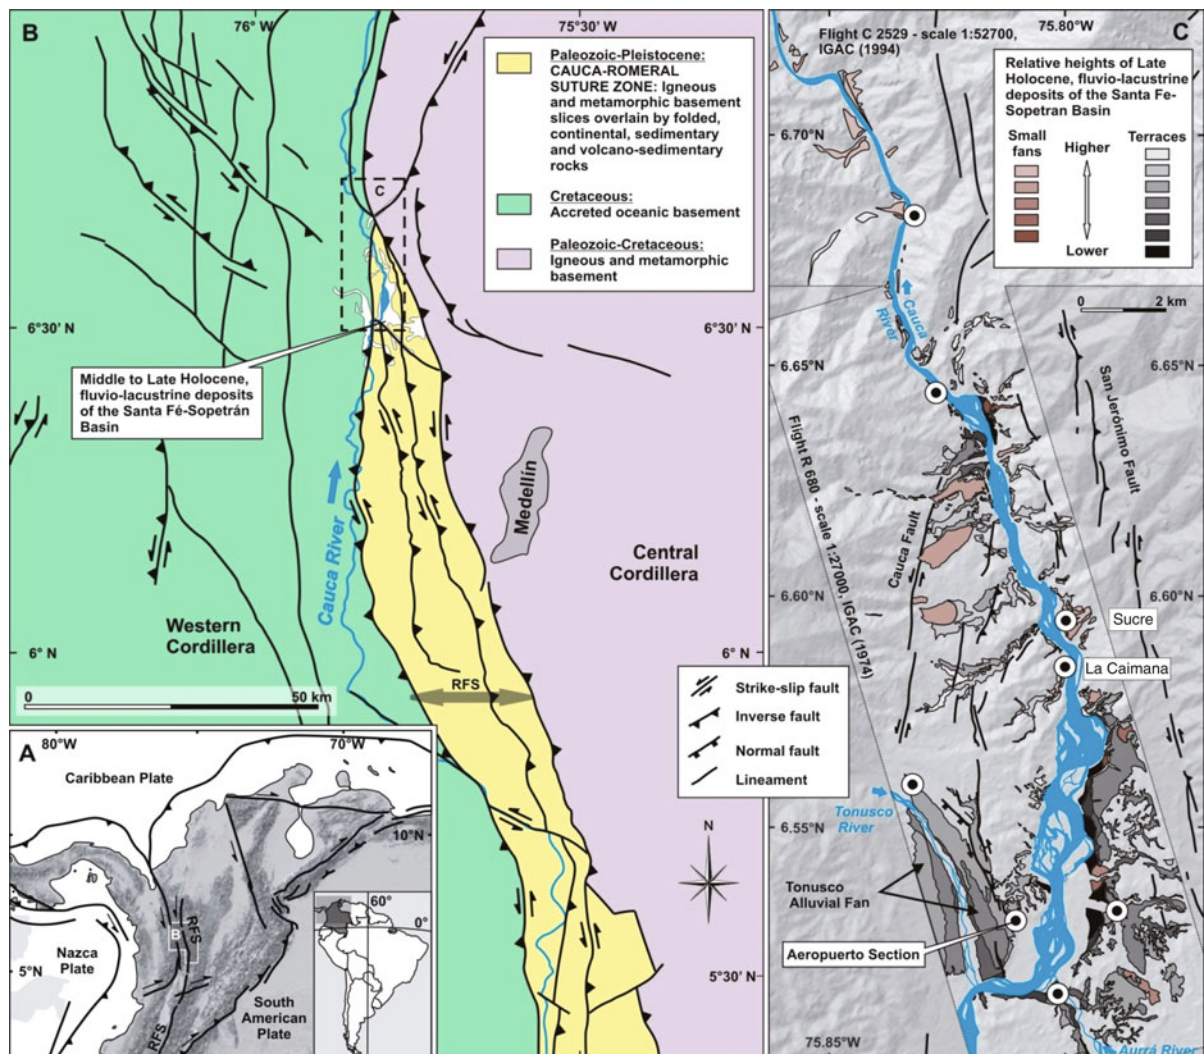 B
76° W
75°30' W
Paleozoic-Pleistocene:
CAUCA-ROMERAL
SUTURE ZONE: Igneous
and metamorphic basement
slices overlain by folded,
continental, sedimentary
and volcano-sedimentary
rocks
Cretaceous:
Accreted oceanic basement
Paleozoic-Cretaceous:
Igneous and metamorphic
basement
C
6°30' N
6°30' N
Middle to Late Holocene,
fluvio-lacustrine deposits
of the Santa Fé-Sopetrán
Basin
Cauca River
Medellín
Central
Cordillera
Western
Cordillera
6° N
6° N
RFS
0
50 km
Strike-slip fault
Inverse fault
Normal fault
Lineament
N
5°30' N
A
80°W
70°W
Caribbean Plate
10°N
RFS
B
Nazca
Plate
5°N
South
American
Plate
RFS
60°
0°
C
75.80°W
Flight C 2529 - scale 1:52700,
IGAC (1994)
Relative heights of Late
Holocene, fluvio-lacustrine
deposits of the Santa Fe-
Sopetran Basin
Small
fans
Higher
Terraces
Lower
6.70°N
0
2 km
Cauca
River
6.65°N
6.65°N
San Jerónimo Fault
Flight R 680 - scale 1:27000, IGAC (1974)
Cauca Fault
6.60°N
6.60°N
Sucre
La Caimana
Tonusco
River
6.55°N
6.55°N
Tonusco
Alluvial Fan
Aeropuerto Section
75.85°W
Aurrá River